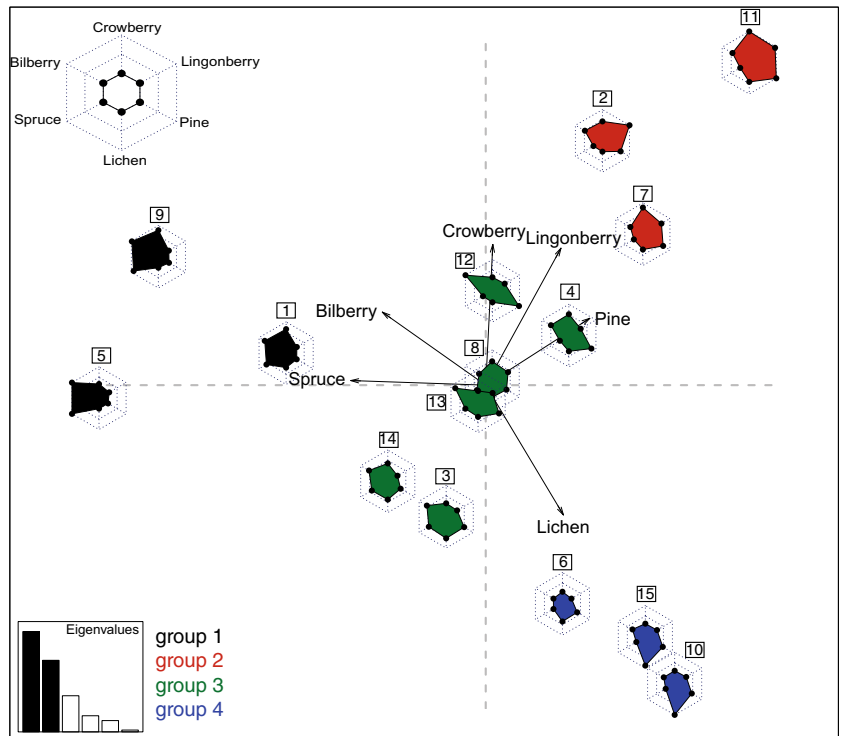 Crowberry
Bilberry
Lingonberry
Spruce
Pine
Lichen
11
2
7
9
Crowberry
Lingonberry
12
4
1
Bilberry
Pine
8
5
Spruce
13
14
3
Lichen
6
15
10
Eigenvalues
group 1
group 2
group 3
group 4